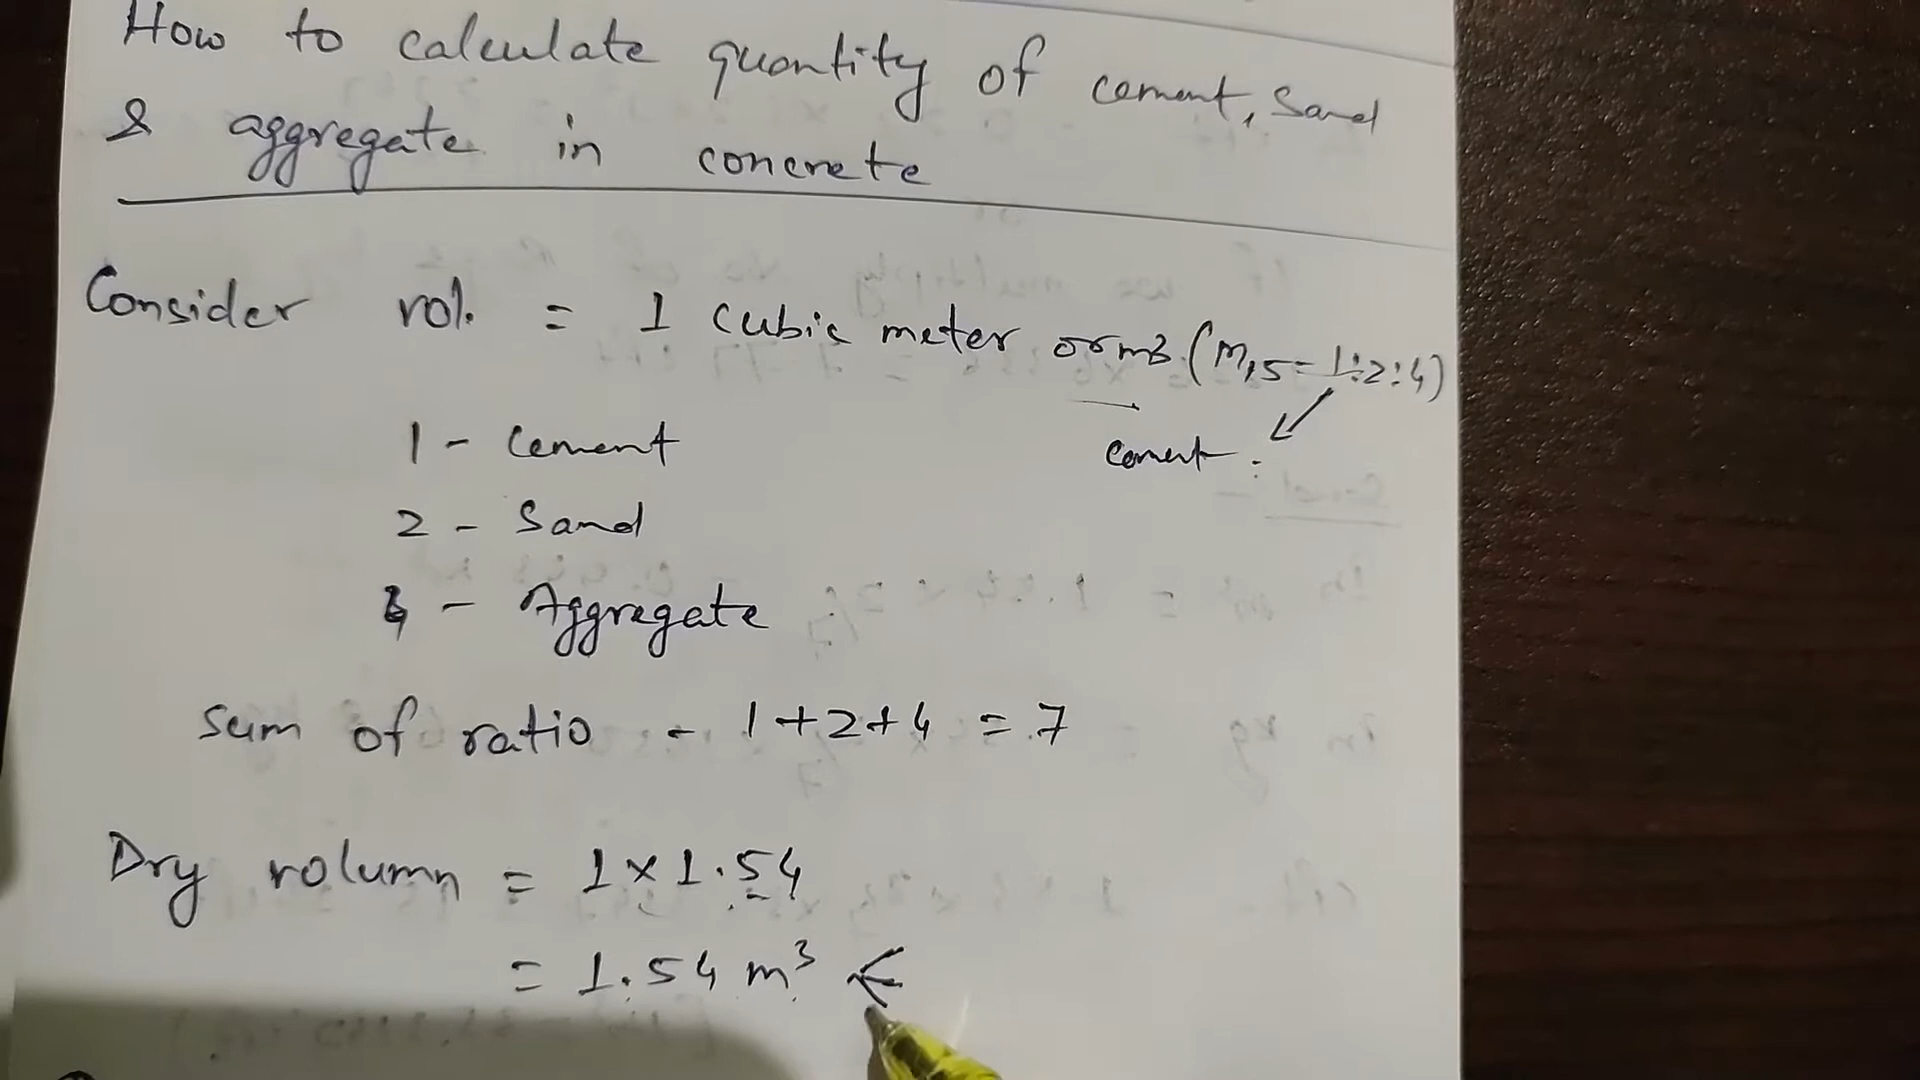 How to calculate quantity of cement, Sand
& aggregate in concrete
Consider vol. = 1 cubic meter or m3 (M15 = 1:2:4)
cement
1 - Cement
2 - Sand
4 - Aggregate
Sum of ratio - 1+2+4 = 7
Dry volumn = 1 x 1.54
= 1.54 m³ ←